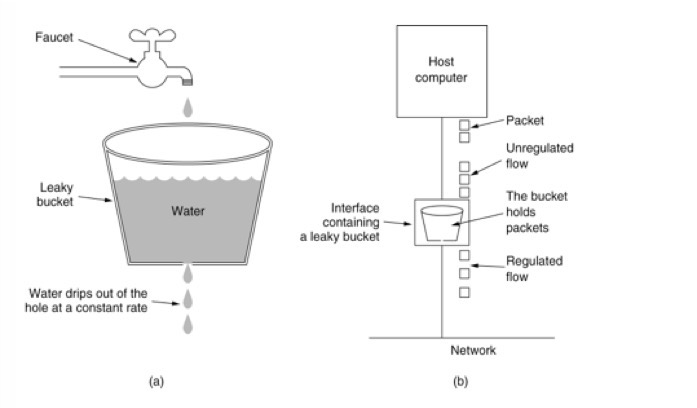 Faucet
Leaky
bucket
Water
Water drips out of the
hole at a constant rate
(a)
Host
computer
Packet
Unregulated
flow
Interface
containing
a leaky bucket
The bucket
holds
packets
Regulated
flow
Network
(b)